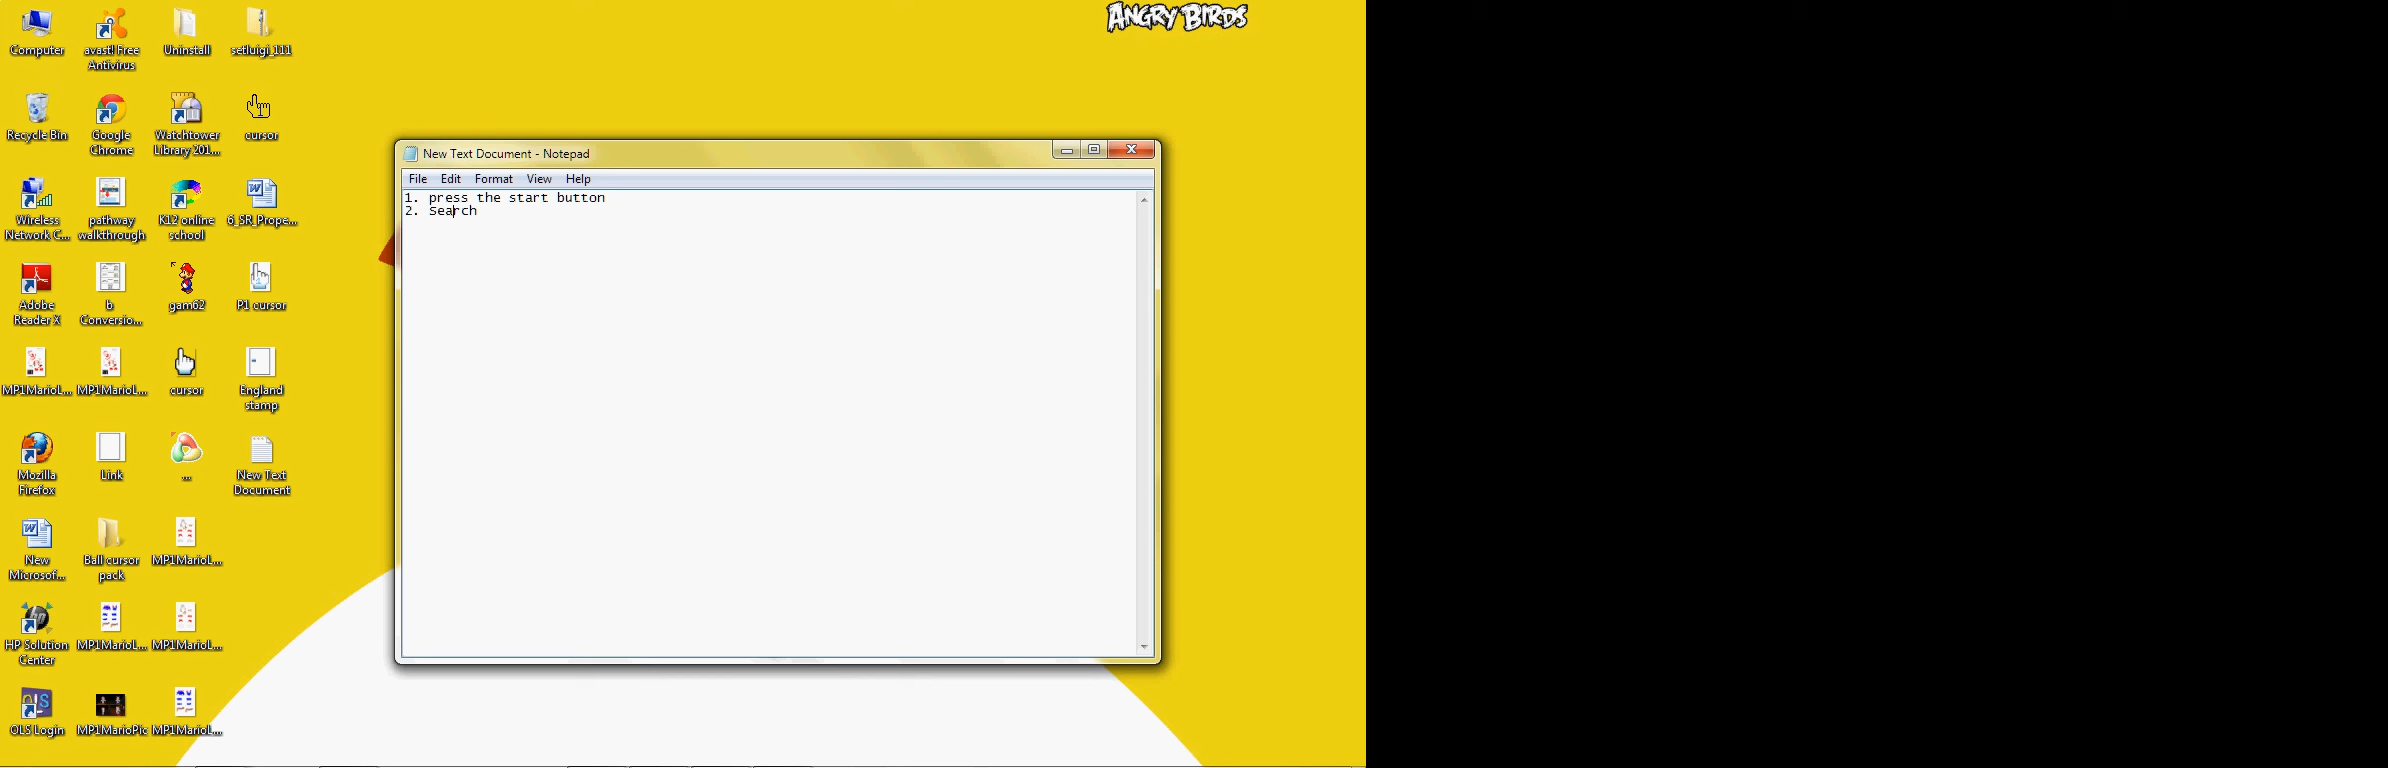 ANGRY BIRDS
Computer
avast! Free
Antivirus
Uninstall
setluigi_111
Recycle Bin
Google
Chrome
Watchtower
Library 201...
cursor
Wireless
Network C...
pathway
walkthrough
K12 online
school
6_SR_Prope...
Adobe
Reader X
b
Conversio...
gam62
P1 cursor
MP1MarioL...
MP1MarioL...
cursor
England
stamp
Mozilla
Firefox
Link
...
New Text
Document
New
Microsof...
Ball cursor
pack
MP1MarioL...
HP Solution
Center
MP1MarioL...
MP1MarioL...
OLS Login
MP1MarioPic
MP1MarioL...
New Text Document - Notepad
File Edit Format View Help
1. press the start button
2. Search